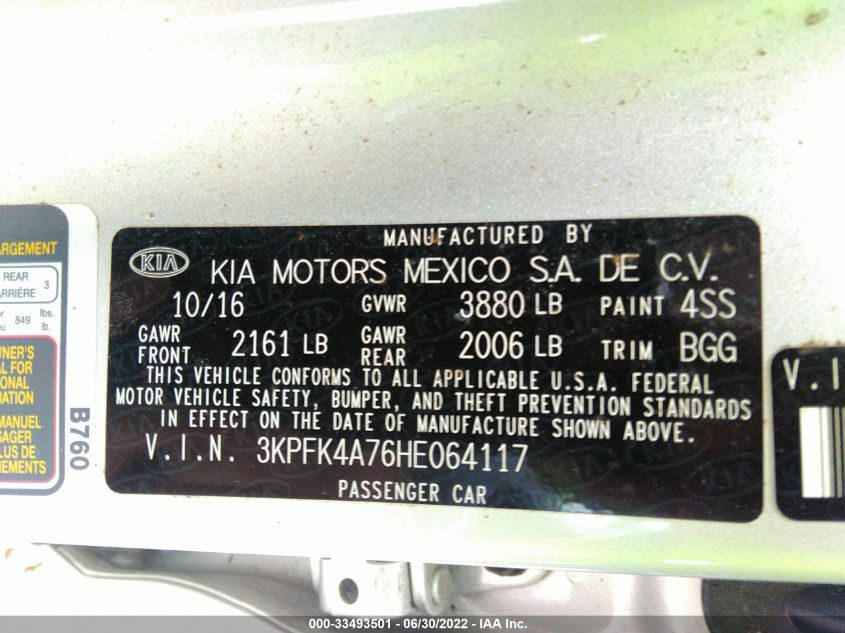 MANUFACTURED BY
KIA KIA MOTORS MEXICO S.A. DE C.V.
10/16 GVWR 3880 LB PAINT 4SS
GAWR FRONT 2161 LB GAWR REAR 2006 LB TRIM BGG
THIS VEHICLE CONFORMS TO ALL APPLICABLE U.S.A. FEDERAL
MOTOR VEHICLE SAFETY, BUMPER, AND THEFT PREVENTION STANDARDS
IN EFFECT ON THE DATE OF MANUFACTURE SHOWN ABOVE.
V.I.N. 3KPFK4A76HE064117
PASSENGER CAR
REAR 3
849 lbs.
lb.
B760
V.I
000-33493501 - 06/30/2022 - IAA Inc.